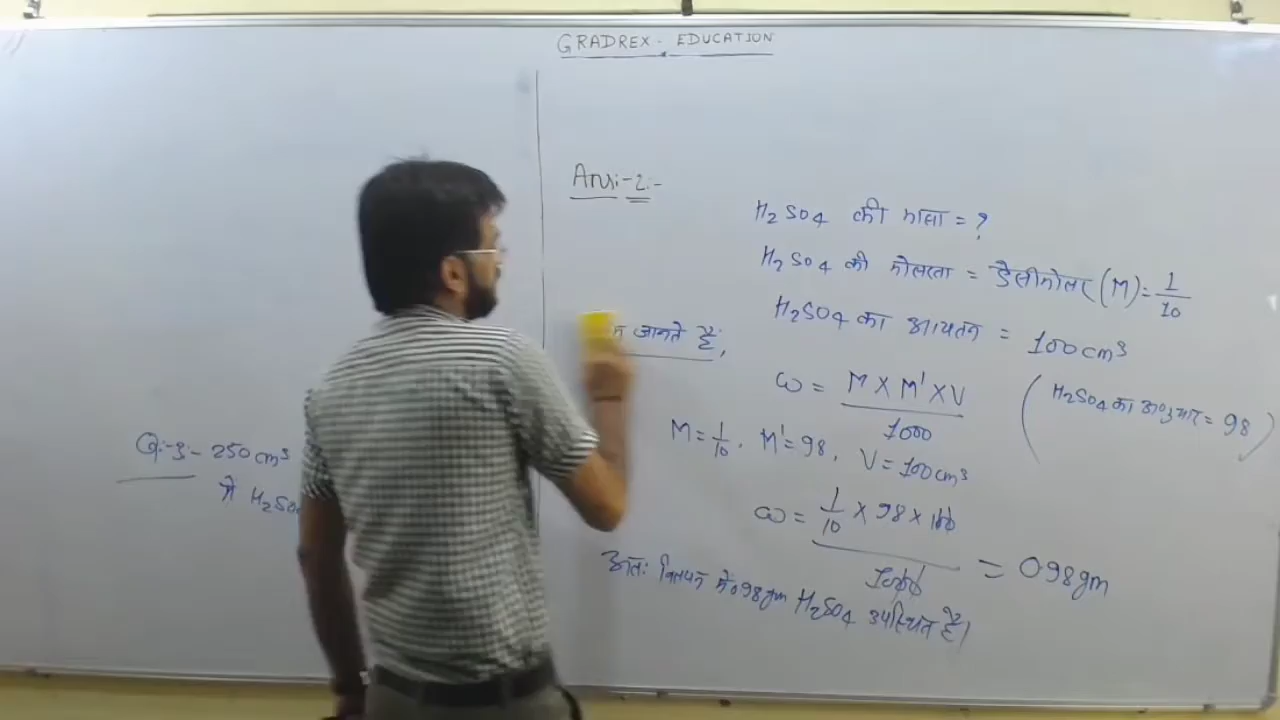 GRADREX - EDUCATION
Ans:-2:-
H2SO4 की मात्रा = ?
H2SO4 की मोलरता = डेसीमोलर (M) = 1/10
H2SO4 का आयतन = 100cm³
जानते हैं,
ω = M X M' X V / 1000
(H2SO4 का अणुभार = 98)
M = 1/10, M' = 98, V = 100cm³
ω = 1/10 X 98 X 100 / 1000 = 0.98gm
अतः विलयन में 0.98gm H2SO4 उपस्थित है।
Q:-3:- 250cm³
में H2SO4